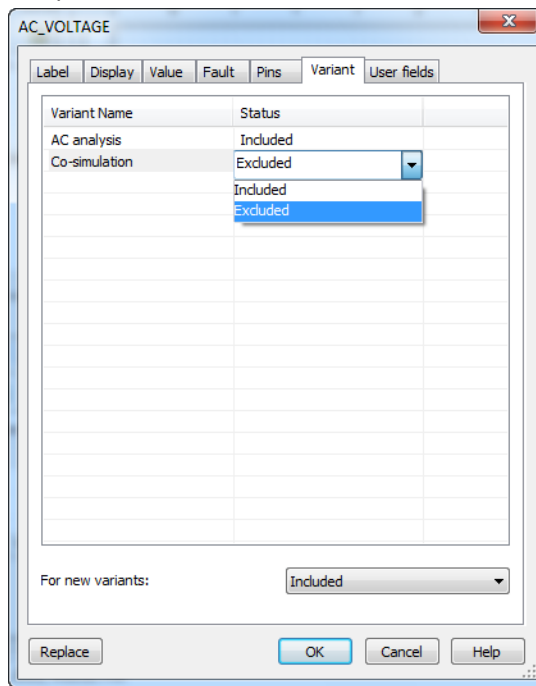 AC_VOLTAGE
Label Display Value Fault Pins Variant User fields
Variant Name Status
AC analysis Included
Co-simulation Excluded
Included
Excluded
For new variants: Included
Replace OK Cancel Help